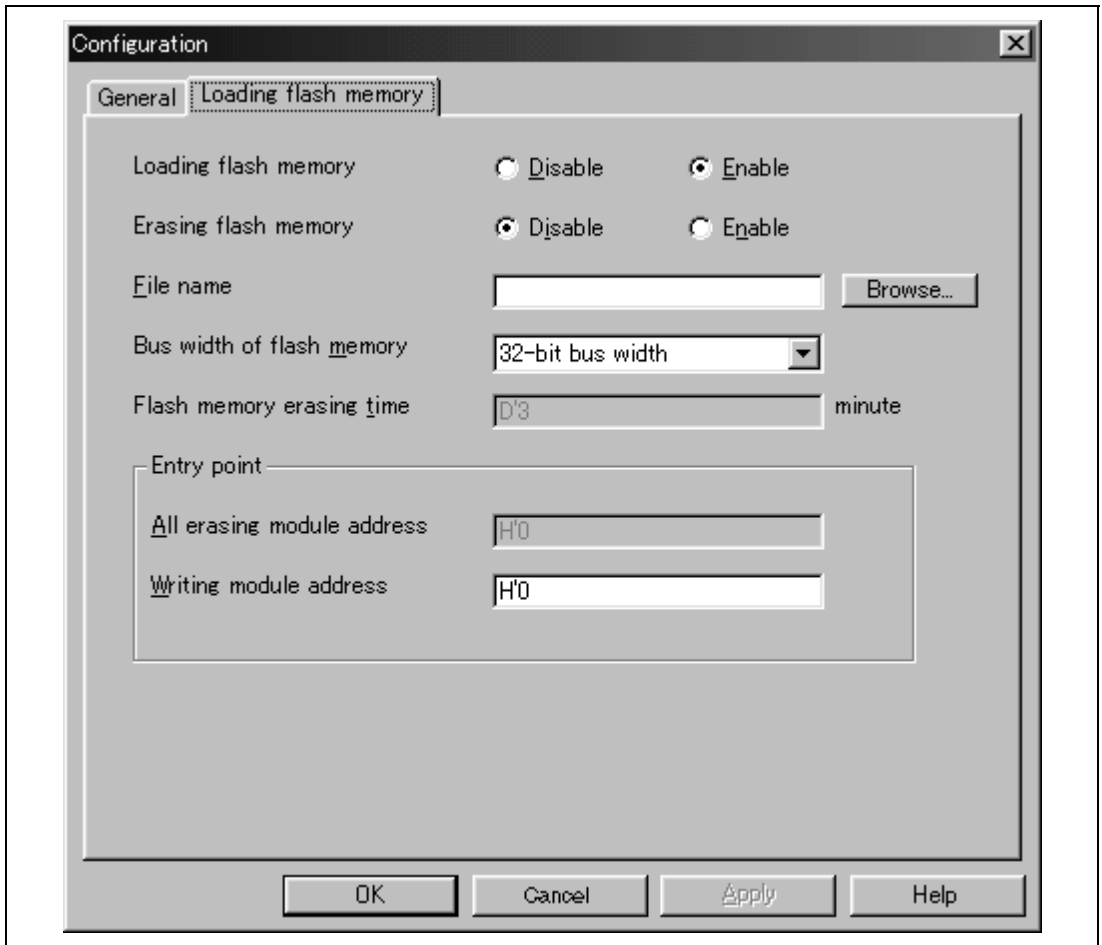 Configuration
General Loading flash memory
Loading flash memory Disable Enable
Erasing flash memory Disable Enable
File name Browse...
Bus width of flash memory 32-bit bus width
Flash memory erasing time D'3 minute
Entry point
All erasing module address H'0
Writing module address H'0
OK Cancel Apply Help